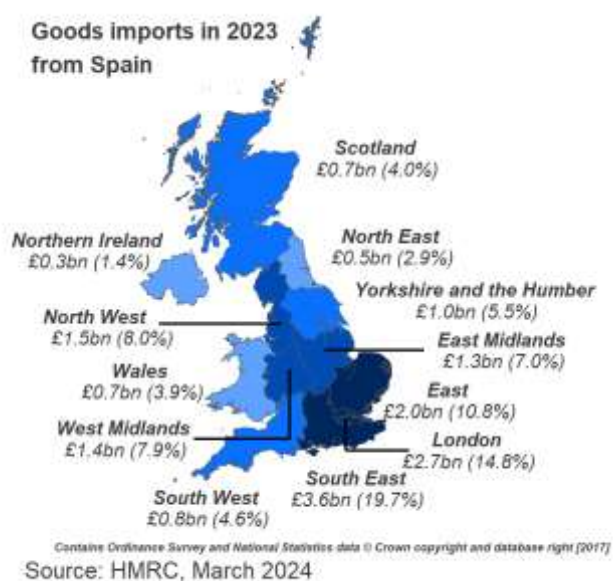 Goods imports in 2023
from Spain
Scotland
£0.7bn (4.0%)
Northern Ireland
£0.3bn (1.4%)
North East
£0.5bn (2.9%)
Yorkshire and the Humber
£1.0bn (5.5%)
North West
£1.5bn (8.0%)
East Midlands
£1.3bn (7.0%)
Wales
£0.7bn (3.9%)
East
£2.0bn (10.8%)
West Midlands
£1.4bn (7.9%)
London
£2.7bn (14.8%)
South East
£3.6bn (19.7%)
South West
£0.8bn (4.6%)
Contains Ordinance Survey and National Statistics data © Crown copyright and database right [2017]
Source: HMRC, March 2024